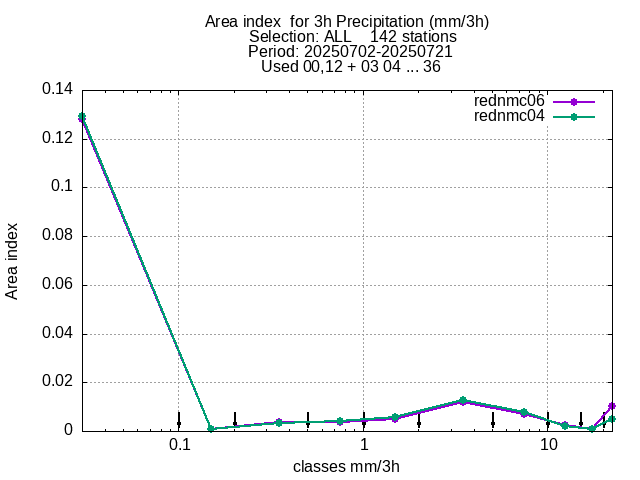 Area index  for 3h Precipitation (mm/3h)
Selection: ALL    142 stations
Period: 20250702-20250721
Used 00,12 + 03 04 ... 36
rednmc06
rednmc04
0.14
0.12
0.1
0.08
0.06
0.04
0.02
0
Area index
0.1
1
10
classes mm/3h